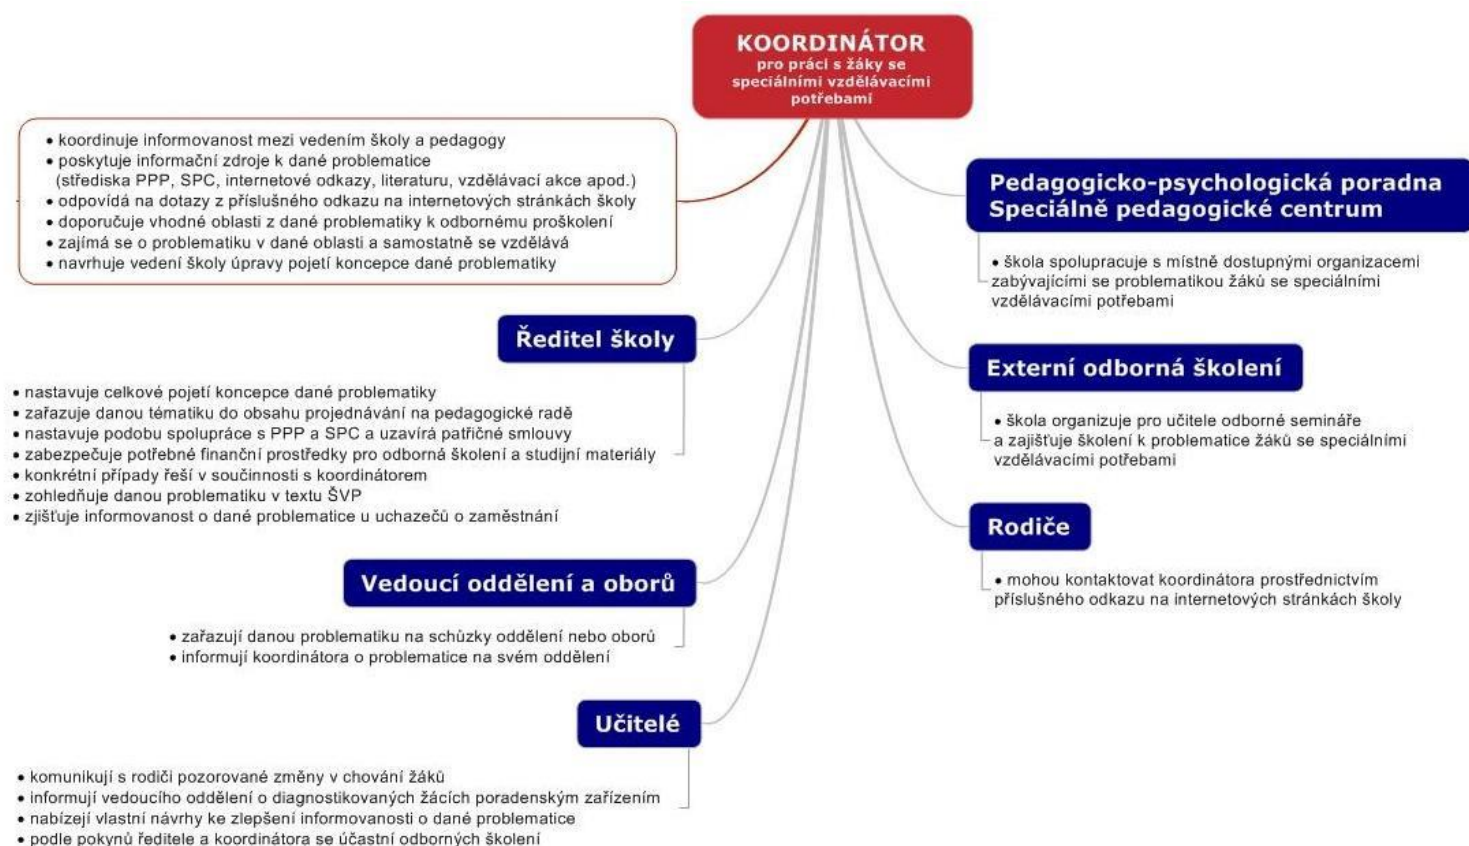 KOORDINÁTOR
pro práci s žáky se
speciálními vzdělávacími
potřebami
• koordinuje informovanost mezi vedením školy a pedagogy
• poskytuje informační zdroje k dané problematice
(střediska PPP, SPC, internetové odkazy, literaturu, vzdělávací akce apod.)
• odpovídá na dotazy z příslušného odkazu na internetových stránkách školy
• doporučuje vhodné oblasti z dané problematiky k odbornému proškolení
• zajímá se o problematiku v dané oblasti a samostatně se vzdělává
• navrhuje vedení školy úpravy pojetí koncepce dané problematiky
Ředitel školy
• nastavuje celkové pojetí koncepce dané problematiky
• zařazuje danou tématiku do obsahu projednávání na pedagogické radě
• nastavuje podobu spolupráce s PPP a SPC a uzavírá patřičné smlouvy
• zabezpečuje potřebné finanční prostředky pro odborná školení a studijní materiály
• konkrétní případy řeší v součinnosti s koordinátorem
• zohledňuje danou problematiku v textu ŠVP
• zjišťuje informovanost o dané problematice u uchazečů o zaměstnání
Vedoucí oddělení a oborů
• zařazují danou problematiku na schůzky oddělení nebo oborů
• informují koordinátora o problematice na svém oddělení
Učitelé
• komunikují s rodiči pozorované změny v chování žáků
• informují vedoucího oddělení o diagnostikovaných žácích poradenským zařízením
• nabízejí vlastní návrhy ke zlepšení informovanosti o dané problematice
• podle pokynů ředitele a koordinátora se účastní odborných školení
Pedagogicko-psychologická poradna
Speciálně pedagogické centrum
• škola spolupracuje s místně dostupnými organizacemi
zabývajícími se problematikou žáků se speciálními
vzdělávacími potřebami
Externí odborná školení
• škola organizuje pro učitele odborné semináře
a zajišťuje školení k problematice žáků se speciálními
vzdělávacími potřebami
Rodiče
• mohou kontaktovat koordinátora prostřednictvím
příslušného odkazu na internetových stránkách školy